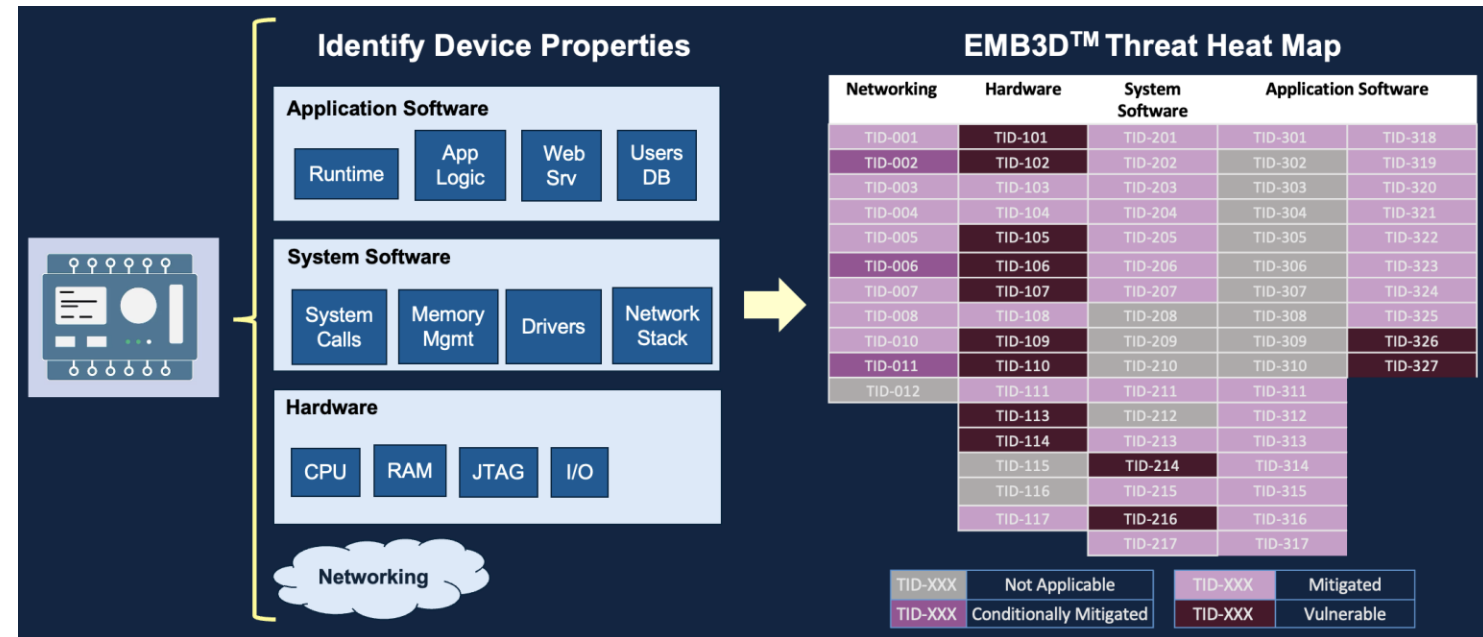 Identify Device Properties
Application Software
Runtime
App
Logic
Web
Srv
Users
DB
System Software
System
Calls
Memory
Mgmt
Drivers
Network
Stack
Hardware
CPU
RAM
JTAG
I/O
Networking
EMB3D™ Threat Heat Map
Networking Hardware System Software Application Software
TID-001 TID-101 TID-201 TID-301 TID-318
TID-002 TID-102 TID-202 TID-302 TID-319
TID-003 TID-103 TID-203 TID-303 TID-320
TID-004 TID-104 TID-204 TID-304 TID-321
TID-005 TID-105 TID-205 TID-305 TID-322
TID-006 TID-106 TID-206 TID-306 TID-323
TID-007 TID-107 TID-207 TID-307 TID-324
TID-008 TID-108 TID-208 TID-308 TID-325
TID-010 TID-109 TID-209 TID-309 TID-326
TID-011 TID-110 TID-210 TID-310 TID-327
TID-012 TID-111 TID-211 TID-311
TID-113 TID-212 TID-312
TID-114 TID-213 TID-313
TID-115 TID-214 TID-314
TID-116 TID-215 TID-315
TID-117 TID-216 TID-316
TID-217 TID-317
TID-XXX Not Applicable TID-XXX Mitigated
TID-XXX Conditionally Mitigated TID-XXX Vulnerable